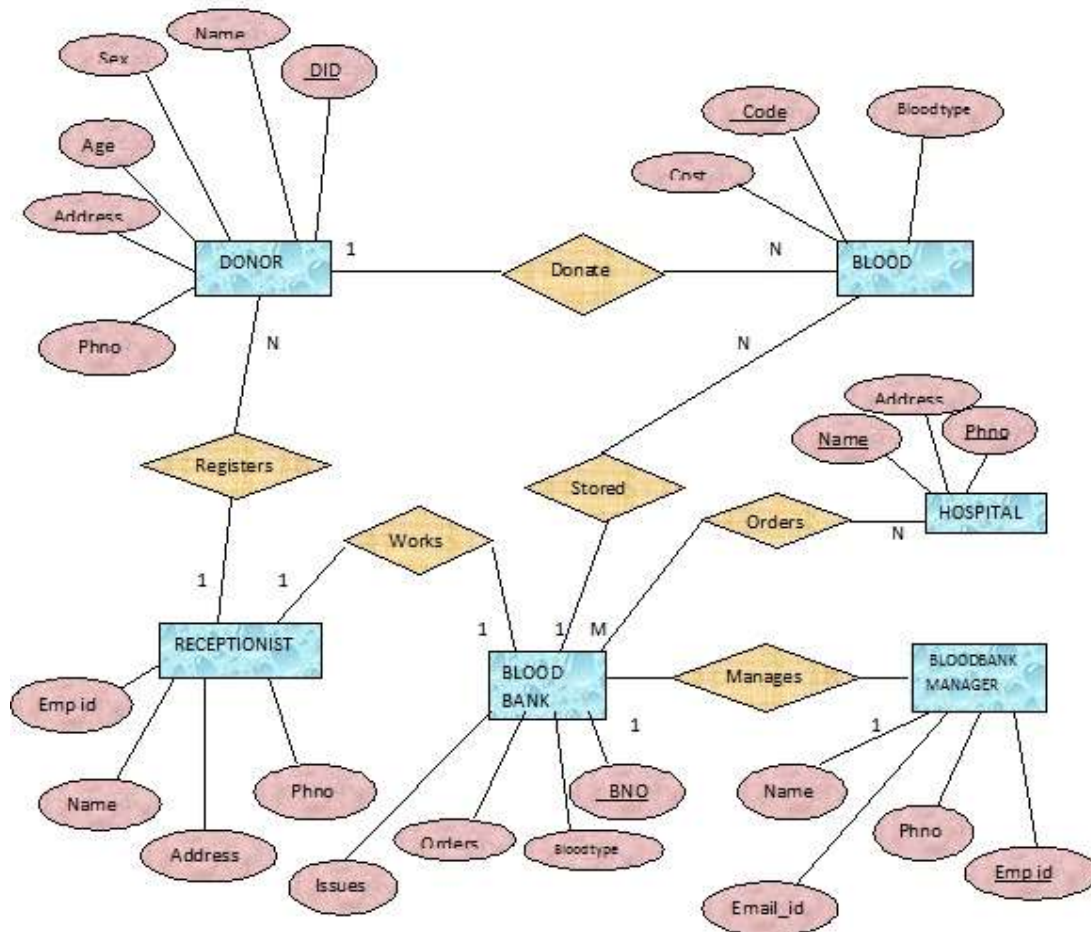 Name
Sex
DID
Code
Bloodtype
Age
Cost
Address
DONOR
1
Donate
N
BLOOD
Phno
N
N
Address
Name
Phno
Registers
Stored
Orders
HOSPITAL
Works
N
1
1
RECEPTIONIST
1
1
M
BLOOD
BANK
Manages
BLOODBANK
MANAGER
Emp id
1
1
Name
Phno
BNO
Name
Address
Orders
Bloodtype
Phno
Issues
Emp id
Email_id